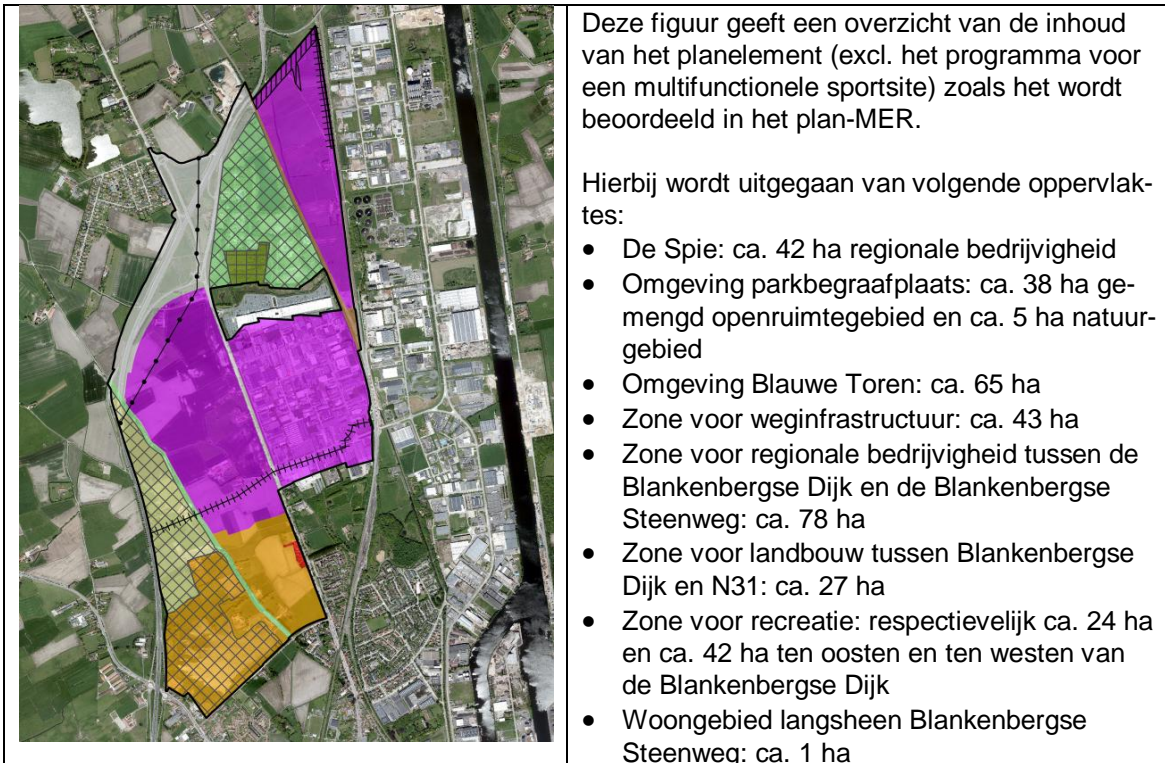 Deze figuur geeft een overzicht van de inhoud
van het planelement (excl. het programma voor
een multifunctionele sportsite) zoals het wordt
beoordeeld in het plan-MER.
Hierbij wordt uitgegaan van volgende oppervlak-
tes:
• De Spie: ca. 42 ha regionale bedrijvigheid
• Omgeving parkbegraafplaats: ca. 38 ha ge-
mengd openruimtegebied en ca. 5 ha natuur-
gebied
• Omgeving Blauwe Toren: ca. 65 ha
• Zone voor weginfrastructuur: ca. 43 ha
• Zone voor regionale bedrijvigheid tussen de
Blankenbergse Dijk en de Blankenbergse
Steenweg: ca. 78 ha
• Zone voor landbouw tussen Blankenbergse
Dijk en N31: ca. 27 ha
• Zone voor recreatie: respectievelijk ca. 24 ha
en ca. 42 ha ten oosten en ten westen van
de Blankenbergse Dijk
• Woongebied langsheen Blankenbergse
Steenweg: ca. 1 ha